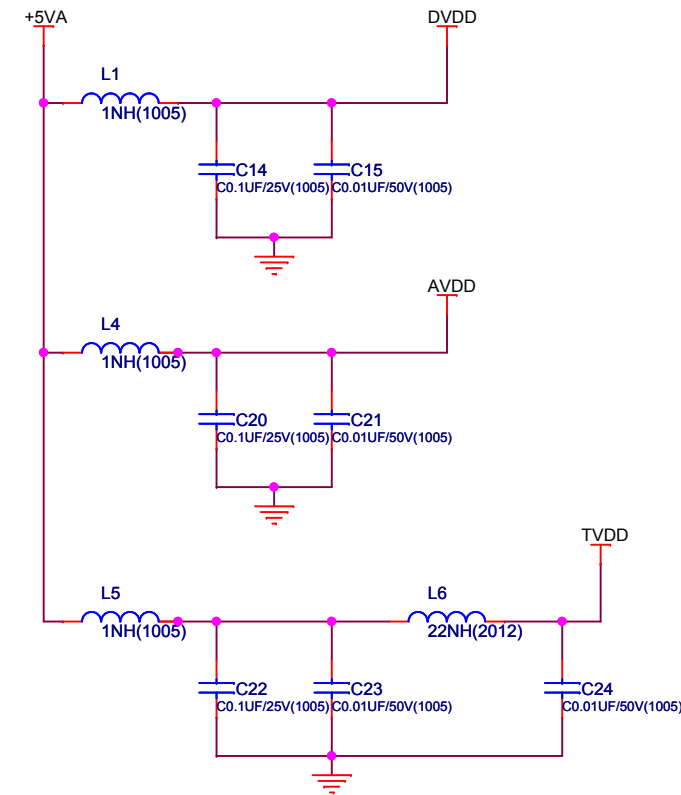 +5VA
DVDD
L1
1NH(1005)
C14
C15
C0.1UF/25V(1005)
C0.01UF/50V(1005)
AVDD
L4
1NH(1005)
C20
C21
C0.1UF/25V(1005)
C0.01UF/50V(1005)
TVDD
L5
L6
1NH(1005)
22NH(2012)
C22
C23
C24
C0.1UF/25V(1005)
C0.01UF/50V(1005)
C0.01UF/50V(1005)